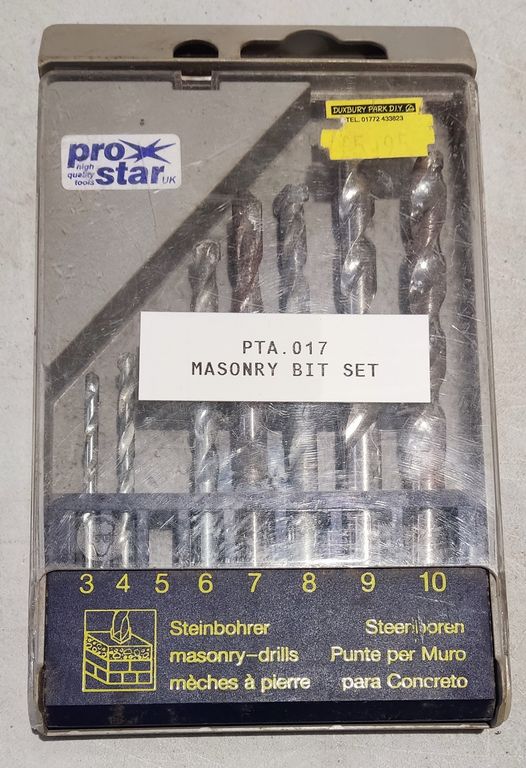 DUXBURY PARK D.I.Y.
TEL. 01772 433823
pro star
high
quality
tools
UK
PTA.017
MASONRY BIT SET
3 4 5 6 7 8 9 10
Steinbohrer
masonry-drills
mèches à pierre
Steenboren
Punte per Muro
para Concreto